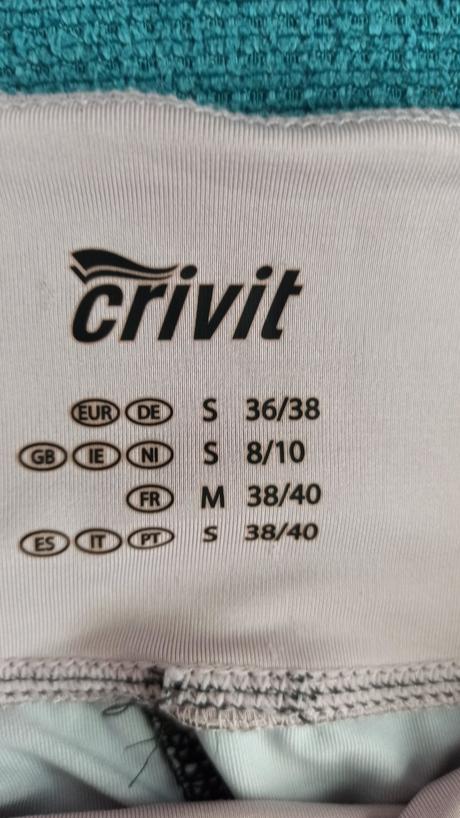 crivit
EUR DE S 36/38
GB IE NI S 8/10
FR M 38/40
ES IT PT S 38/40